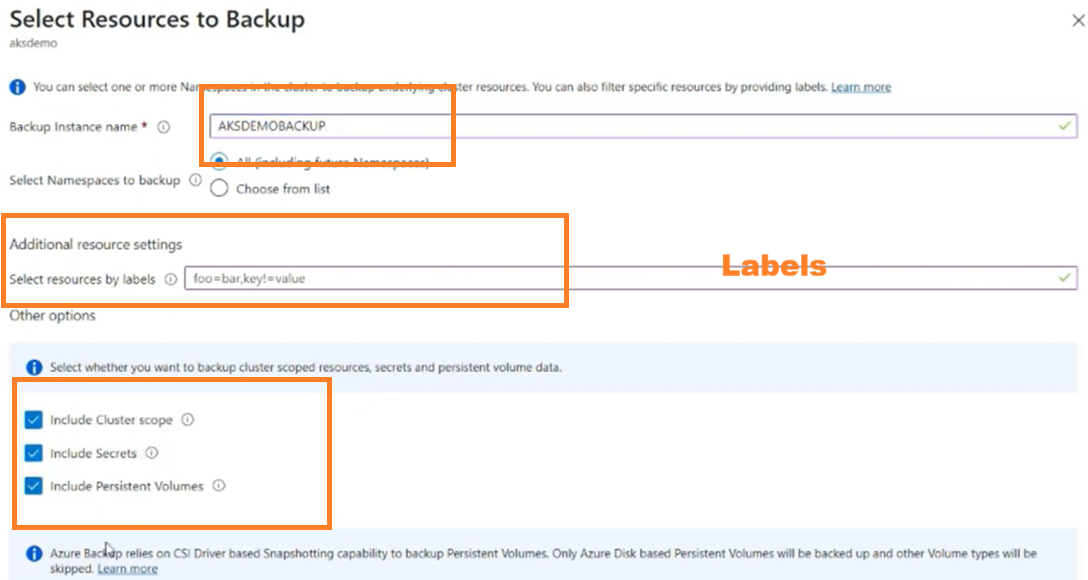 Select Resources to Backup
aksdemo
You can select one or more Namespaces in the cluster to backup underlying cluster resources. You can also filter specific resources by providing labels. Learn more
Backup Instance name *
AKSDEMOBACKUP
All (including future Namespaces)
Select Namespaces to backup
Choose from list
Additional resource settings
Labels
Select resources by labels
foo=bar,key!=value
Other options
Select whether you want to backup cluster scoped resources, secrets and persistent volume data.
Include Cluster scope
Include Secrets
Include Persistent Volumes
Azure Backup relies on CSI Driver based Snapshotting capability to backup Persistent Volumes. Only Azure Disk based Persistent Volumes will be backed up and other Volume types will be
skipped. Learn more